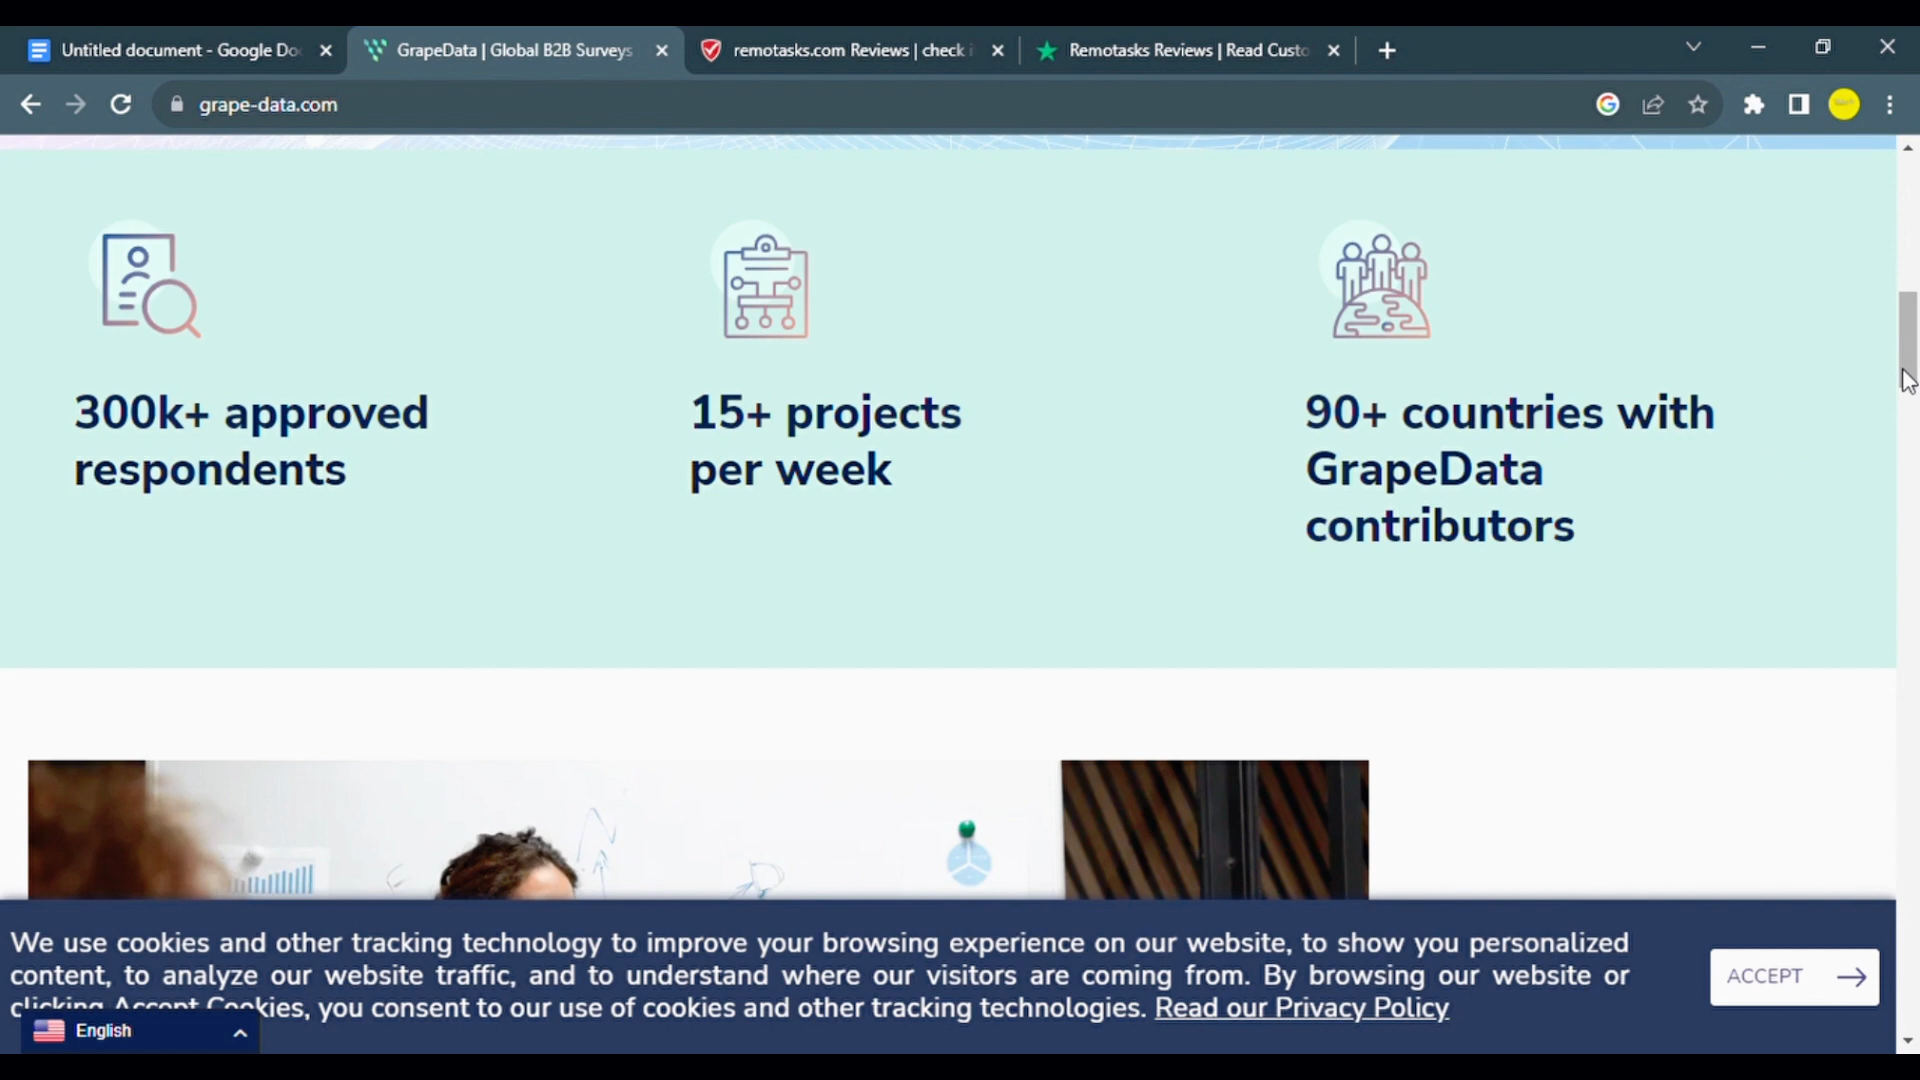 Untitled document - Google Do
GrapeData | Global B2B Surveys
remotasks.com Reviews | check i
Remotasks Reviews | Read Custo
grape-data.com
300k+ approved
respondents
15+ projects
per week
90+ countries with
GrapeData
contributors
We use cookies and other tracking technology to improve your browsing experience on our website, to show you personalized
content, to analyze our website traffic, and to understand where our visitors are coming from. By browsing our website or
clicking Accept Cookies, you consent to our use of cookies and other tracking technologies. Read our Privacy Policy
ACCEPT
English